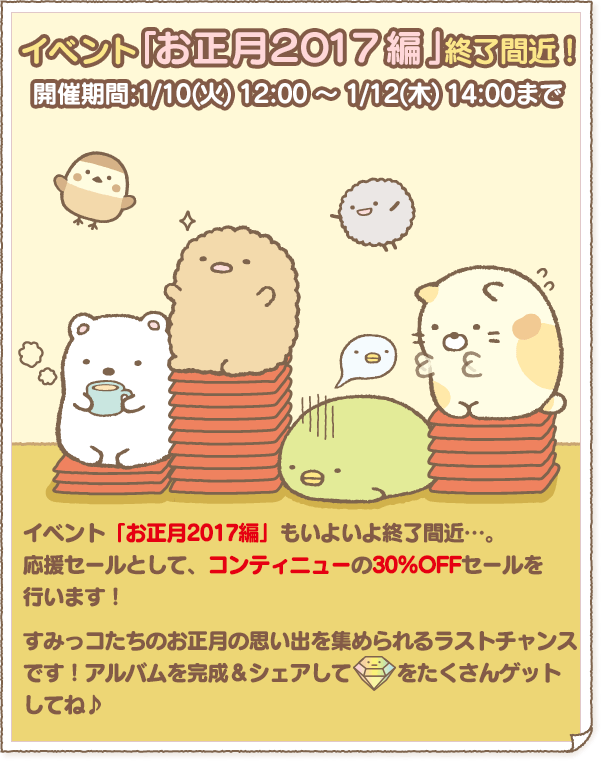 イベント「お正月2017編」終了間近！
開催期間:1/10(火) 12:00 ～ 1/12(木) 14:00まで
イベント「お正月2017編」もいよいよ終了間近…。
応援セールとして、コンティニューの30%OFFセールを
行います！
すみっコたちのお正月の思い出を集められるラストチャンス
です！アルバムを完成＆シェアして をたくさんゲット
してね♪